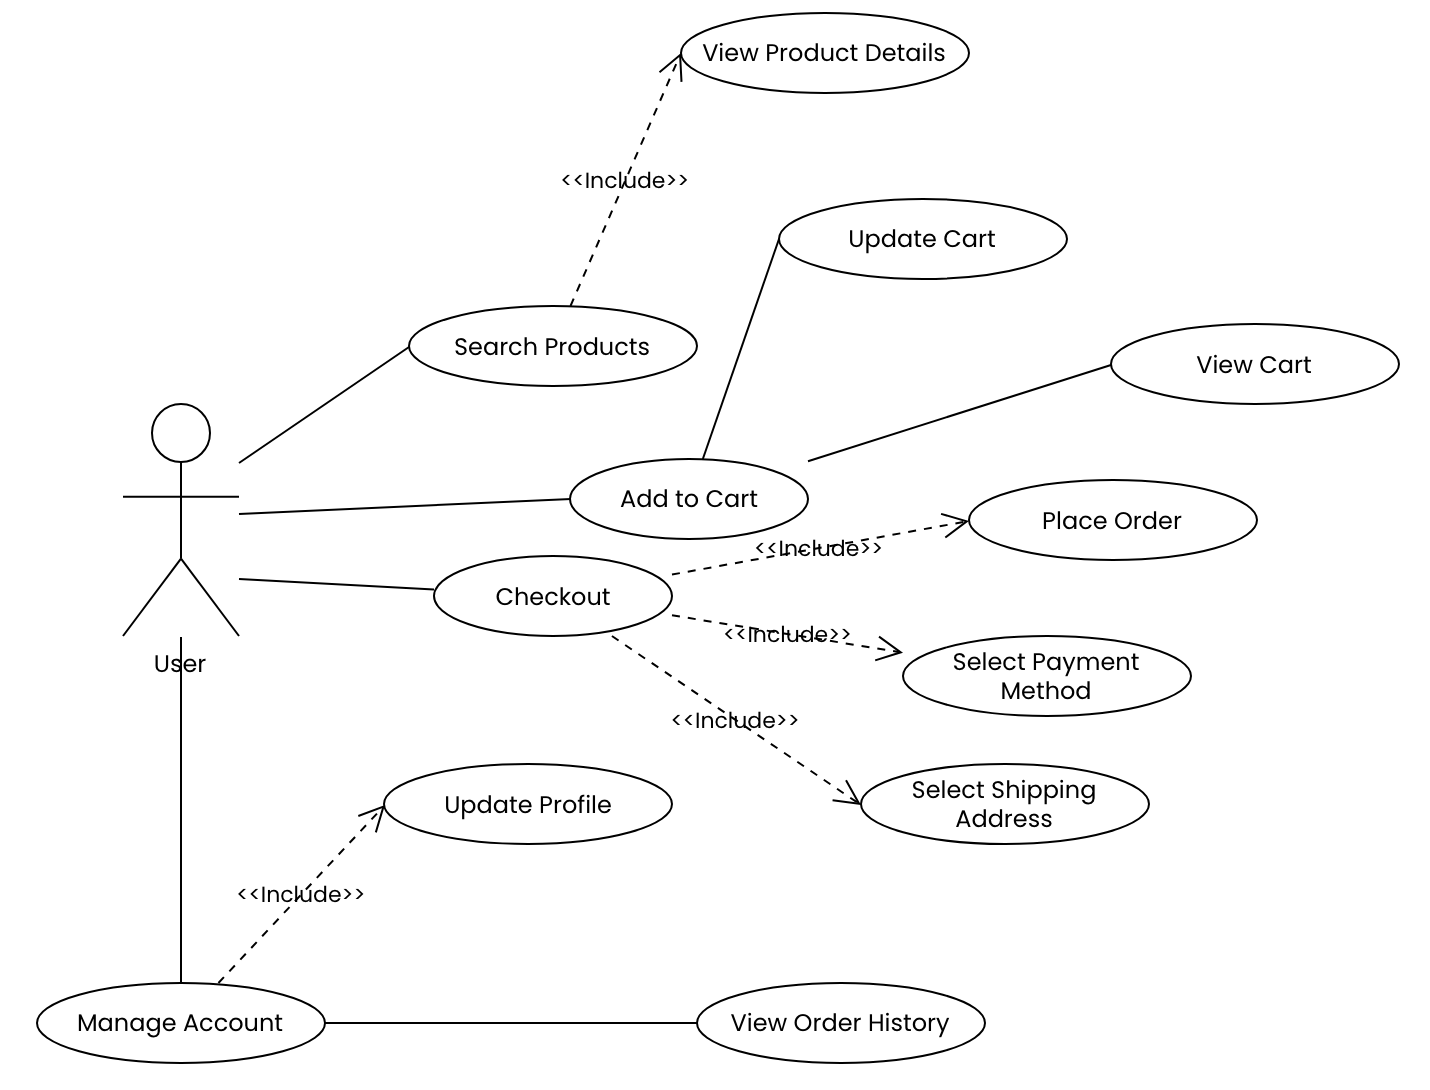 View Product Details
<<Include>>
Update Cart
Search Products
View Cart
Add to Cart
Place Order
<<Include>>
Checkout
<<Include>>
Select Payment
Method
User
<<Include>>
Select Shipping
Address
Update Profile
<<Include>>
Manage Account
View Order History